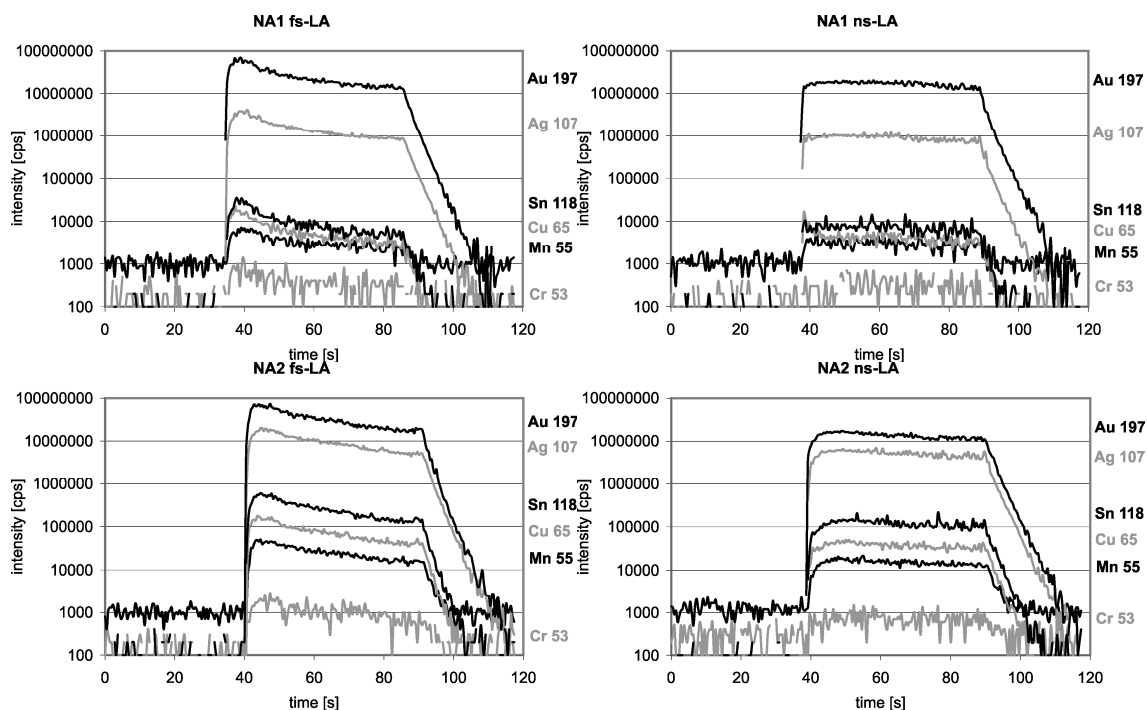 NA1 fs-LA
100000000
10000000
1000000
100000
10000
1000
100
intensity [cps]
0 20 40 60 80 100 120
time [s]
Au 197
Ag 107
Sn 118
Cu 65
Mn 55
Cr 53
NA1 ns-LA
100000000
10000000
1000000
100000
10000
1000
100
intensity [cps]
0 20 40 60 80 100 120
time [s]
Au 197
Ag 107
Sn 118
Cu 65
Mn 55
Cr 53
NA2 fs-LA
100000000
10000000
1000000
100000
10000
1000
100
intensity [cps]
0 20 40 60 80 100 120
time [s]
Au 197
Ag 107
Sn 118
Cu 65
Mn 55
Cr 53
NA2 ns-LA
100000000
10000000
1000000
100000
10000
1000
100
intensity [cps]
0 20 40 60 80 100 120
time [s]
Au 197
Ag 107
Sn 118
Cu 65
Mn 55
Cr 53